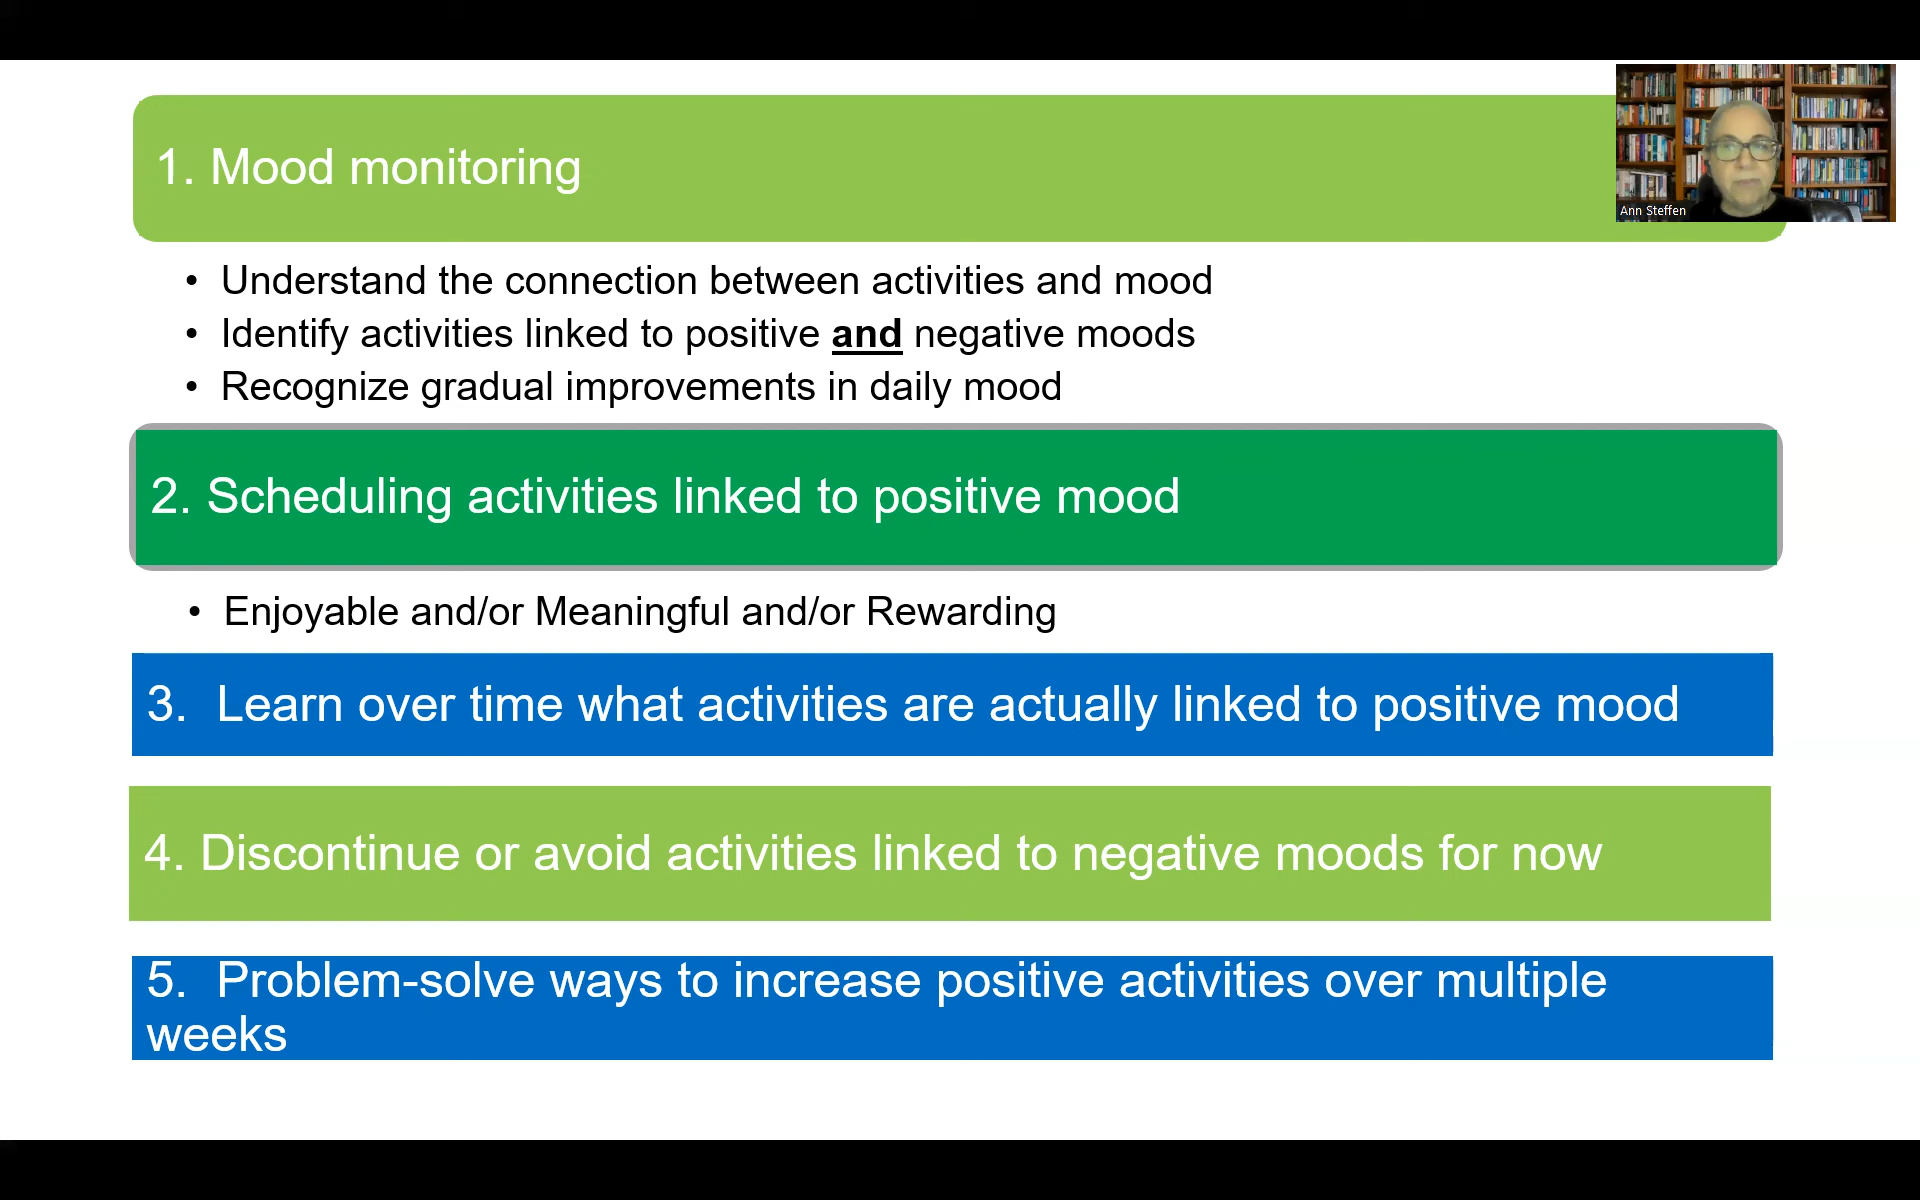 1. Mood monitoring
Ann Steffen
• Understand the connection between activities and mood
• Identify activities linked to positive and negative moods
• Recognize gradual improvements in daily mood
2. Scheduling activities linked to positive mood
• Enjoyable and/or Meaningful and/or Rewarding
3. Learn over time what activities are actually linked to positive mood
4. Discontinue or avoid activities linked to negative moods for now
5. Problem-solve ways to increase positive activities over multiple
weeks